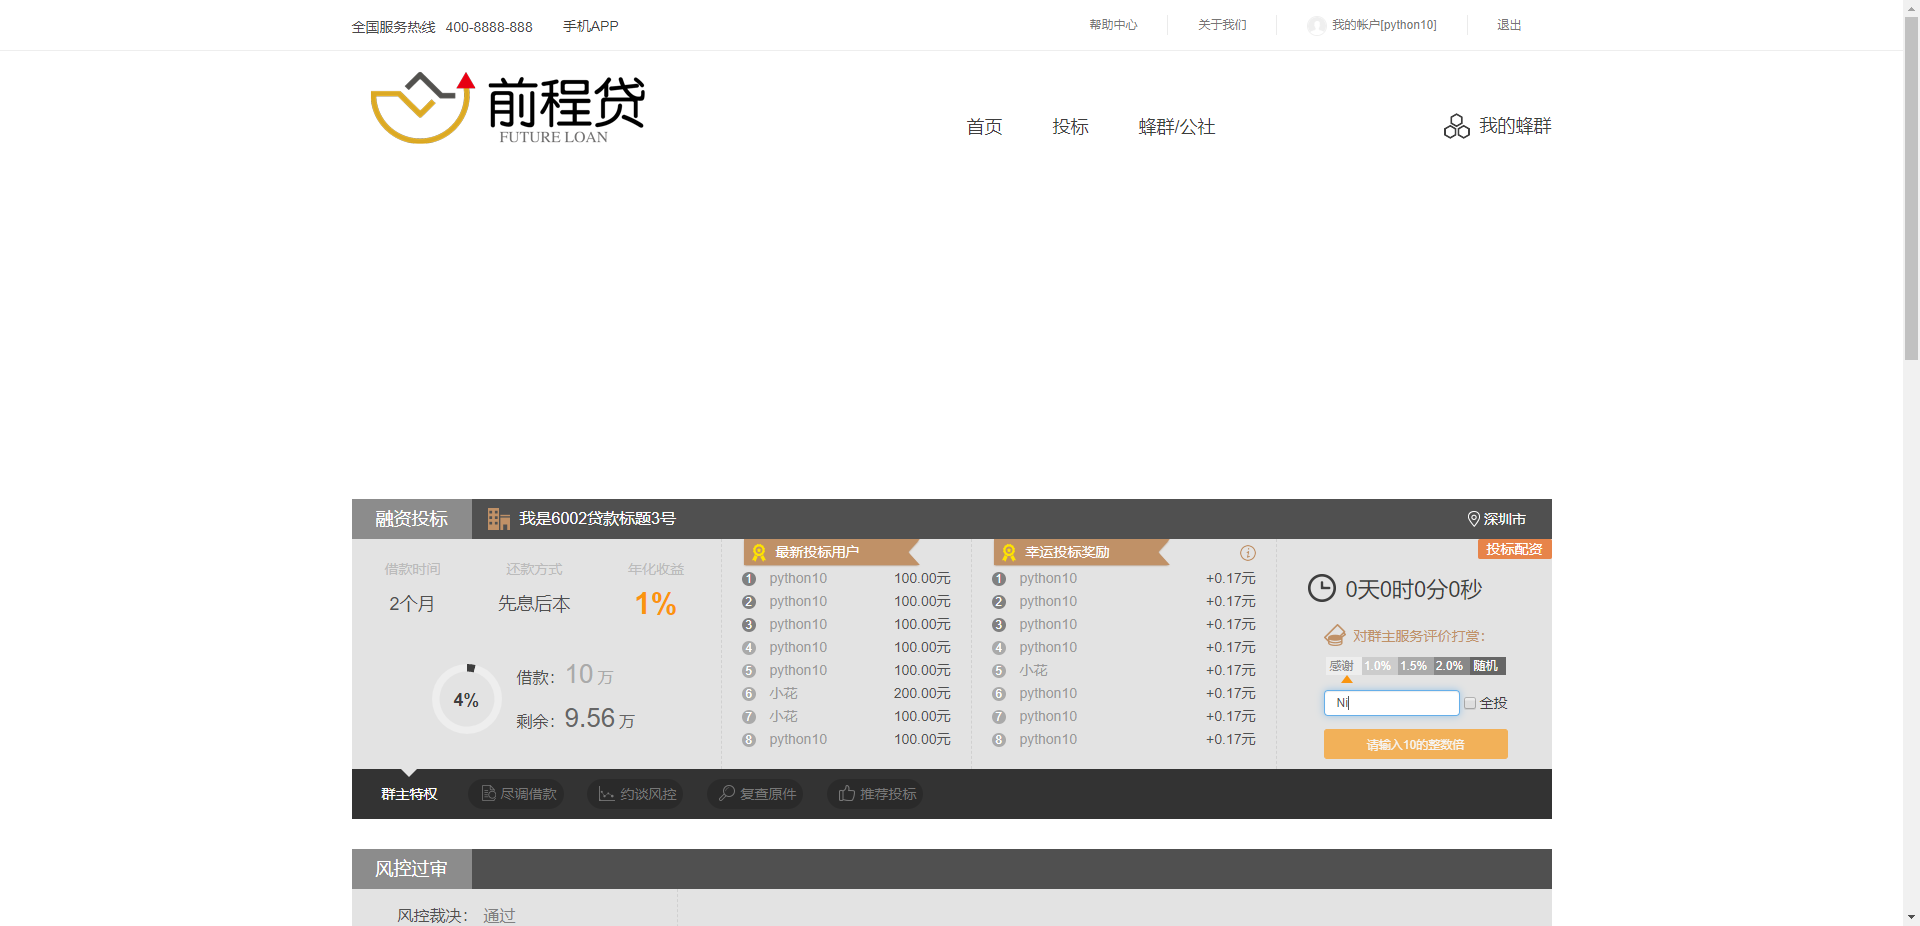 全国服务热线 400-8888-888 手机APP 帮助中心 关于我们 我的帐户[python10] 退出
前程贷
FUTURE LOAN
首页 投标 蜂群/公社 我的蜂群
融资投标 我是6002贷款标题3号 深圳市
借款时间 还款方式 年化收益
2个月 先息后本 1%
4%
借款： 10 万
剩余： 9.56 万
最新投标用户
1 python10 100.00元
2 python10 100.00元
3 python10 100.00元
4 python10 100.00元
5 python10 100.00元
6 小花 200.00元
7 小花 100.00元
8 python10 100.00元
幸运投标奖励
1 python10 +0.17元
2 python10 +0.17元
3 python10 +0.17元
4 python10 +0.17元
5 小花 +0.17元
6 python10 +0.17元
7 python10 +0.17元
8 python10 +0.17元
投标配资
0天0时0分0秒
对群主服务评价打赏：
感谢 1.0% 1.5% 2.0% 随机
Ni 全投
请输入10的整数倍
群主特权 尽调借款 约谈风控 复查原件 推荐投标
风控过审
风控裁决： 通过